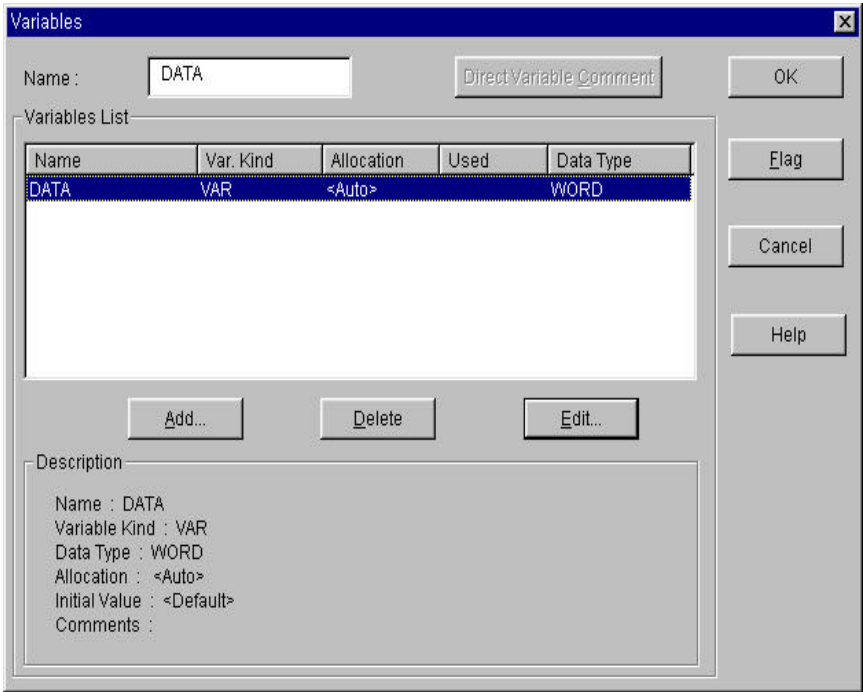 Variables
Name : DATA Direct Variable Comment OK
Variables List
Name Var. Kind Allocation Used Data Type Flag
DATA VAR <Auto> WORD
Cancel
Help
Add... Delete Edit...
Description
Name : DATA
Variable Kind : VAR
Data Type : WORD
Allocation : <Auto>
Initial Value : <Default>
Comments :